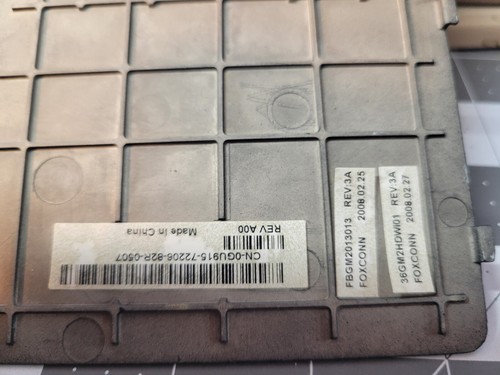 CN-0GU915-72206-82R-0507
REV A00
Made in China
FBGM2013013 REV:3A
FOXCONN 2008.02.25
36GM2HDWI01 REV:3A
FOXCONN 2008.02.27